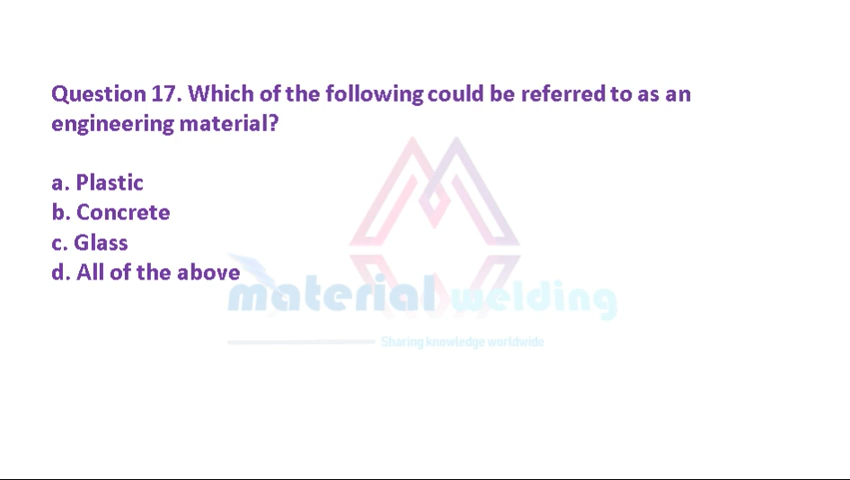 Question 17. Which of the following could be referred to as an
engineering material?
a. Plastic
b. Concrete
c. Glass
d. All of the above
material welding
Sharing knowledge worldwide